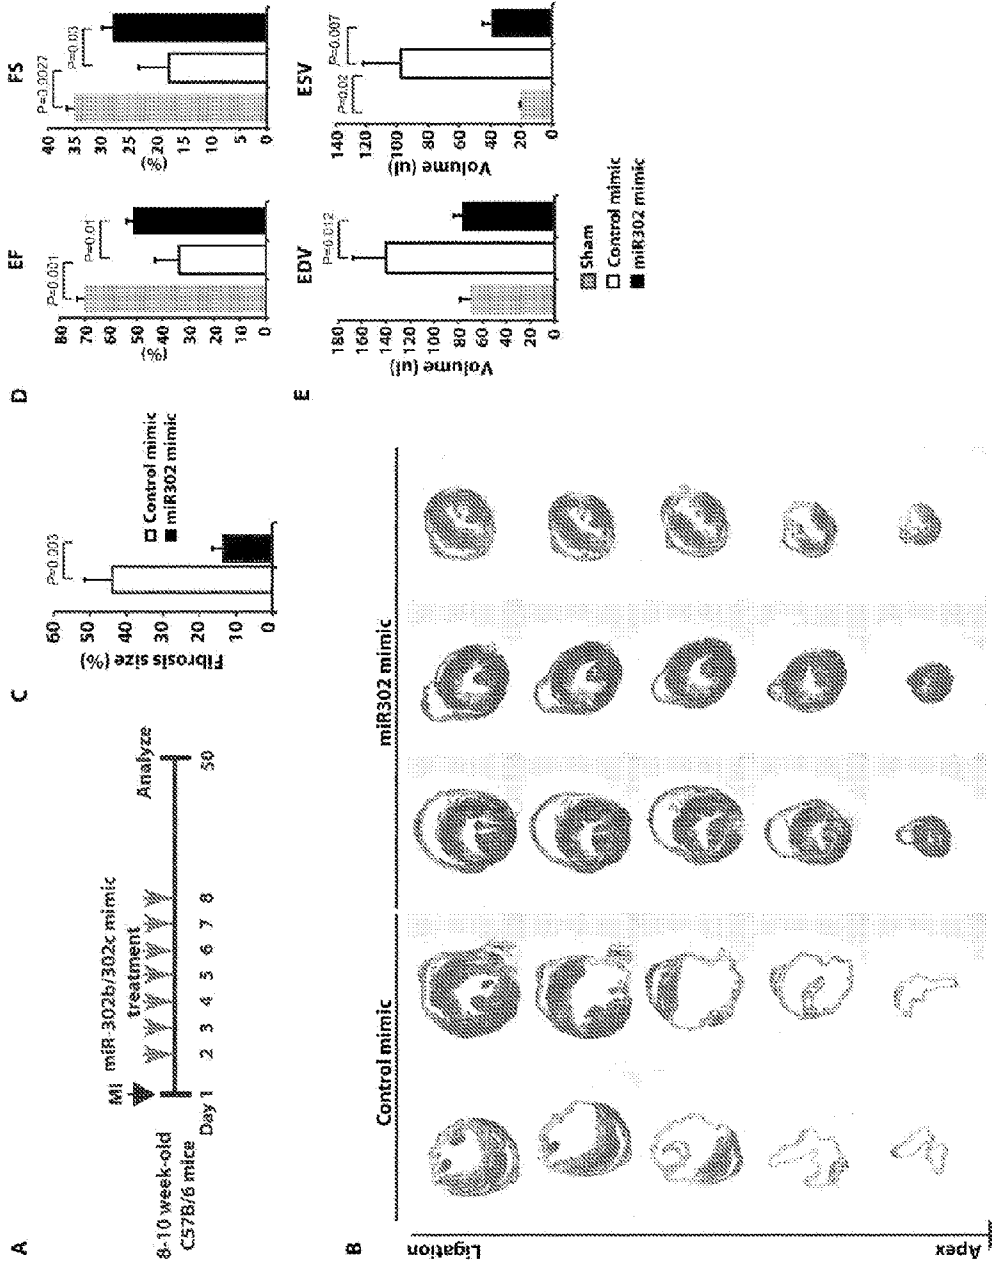 A
8-10 week-old
C57B/6 mice
MI
miR-302b/302c mimic
treatment
Analyze
Day 1 2 3 4 5 6 7 8 50
B
Control mimic
miR302 mimic
Ligation
Apex
C
Fibrosis size (%)
60
50
40
30
20
10
0
P=0.003
Control mimic
miR302 mimic
D
EF
(%)
80
70
60
50
40
30
20
10
0
P=0.001
P=0.01
FS
(%)
40
35
30
25
20
15
10
5
0
P=0.0027
P=0.03
E
EDV
Volume (ul)
180
160
140
120
100
80
60
40
20
0
P=0.012
ESV
Volume (ul)
140
120
100
80
60
40
20
0
P=0.02
P=0.007
Sham
Control mimic
miR302 mimic